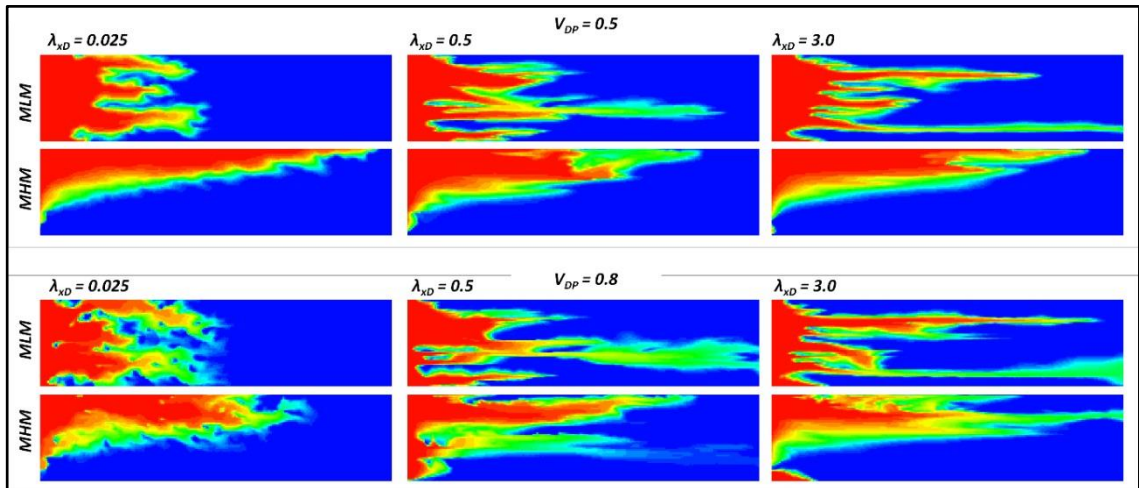 V_DP = 0.5
λ_xD = 0.025
λ_xD = 0.5
λ_xD = 3.0
MLM
MHM
V_DP = 0.8
λ_xD = 0.025
λ_xD = 0.5
λ_xD = 3.0
MLM
MHM